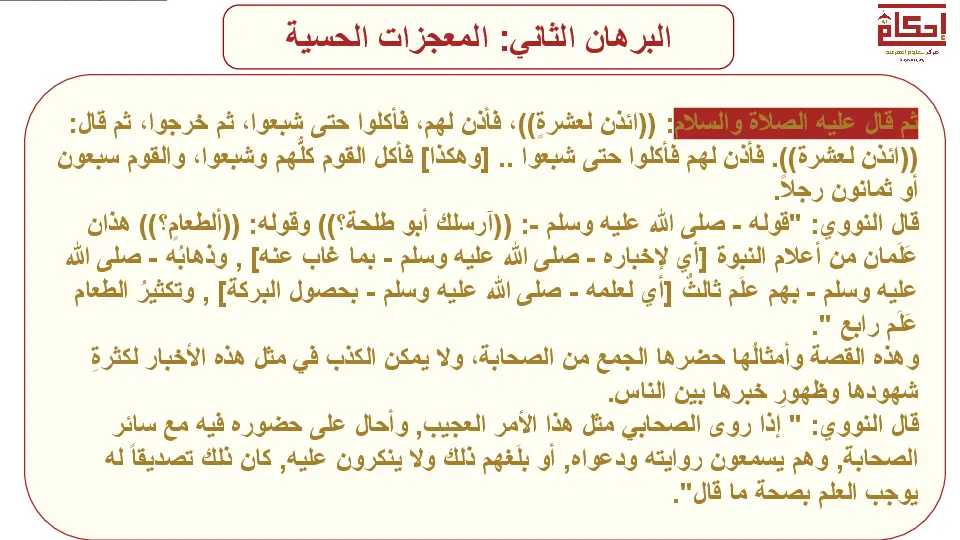 البرهان الثاني: المعجزات الحسية
إحكام
ثم قال عليه الصلاة والسلام: ((ائذن لعشرةٍ))، فأذن لهم، فأكلوا حتى شبعوا، ثم خرجوا، ثم قال:
((ائذن لعشرة)). فأذن لهم فأكلوا حتى شبعوا .. [وهكذا] فأكل القوم كلُّهم وشبعوا، والقوم سبعون
أو ثمانون رجلاً.
قال النووي: "قوله - صلى الله عليه وسلم -: ((آرسلك أبو طلحة؟)) وقوله: ((ألطعامٍ؟)) هذان
عَلَمان من أعلام النبوة [أي لإخباره - صلى الله عليه وسلم - بما غاب عنه] , وذهابُه - صلى الله
عليه وسلم - بهم علَم ثالثٌ [أي لعلمه - صلى الله عليه وسلم - بحصول البركة] , وتكثيرُ الطعام
عَلَم رابع ".
وهذه القصة وأمثالُها حضرها الجمع من الصحابة، ولا يمكن الكذب في مثل هذه الأخبار لكثرةِ
شهودها وظهورِ خبرها بين الناس.
قال النووي: " إذا روى الصحابي مثل هذا الأمر العجيب, وأحال على حضوره فيه مع سائر
الصحابة, وهم يسمعون روايته ودعواه, أو بلَغهم ذلك ولا ينكرون عليه, كان ذلك تصديقاً له
يوجب العلم بصحة ما قال".